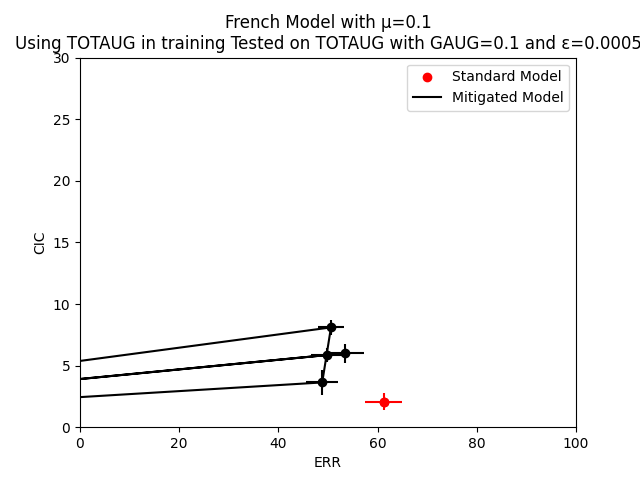 French Model with μ=0.1
Using TOTAUG in training Tested on TOTAUG with GAUG=0.1 and ε=0.0005
30
25
20
15
10
5
0
CIC
Standard Model
Mitigated Model
0 20 40 60 80 100
ERR